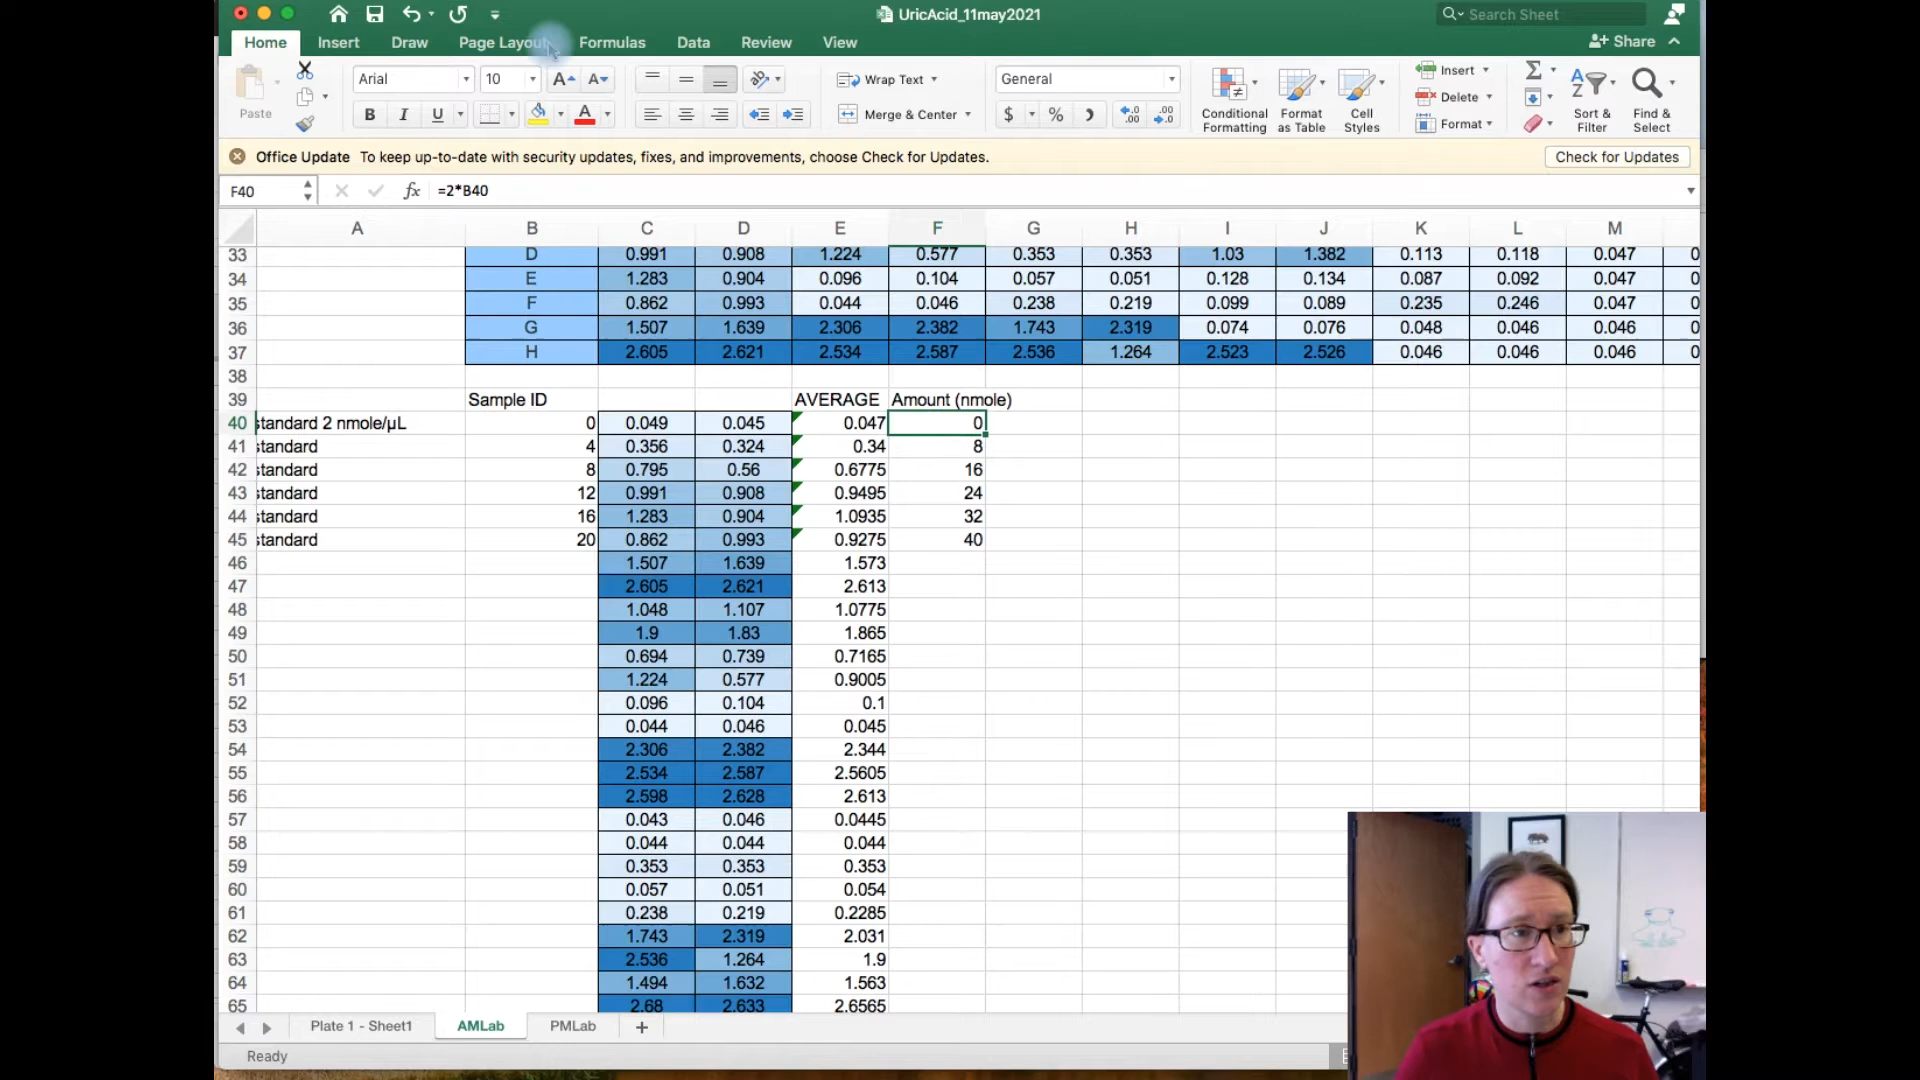 UricAcid_11may2021
Search Sheet
Home Insert Draw Page Layout Formulas Data Review View Share
Paste Arial 10 Wrap Text General Insert
B I U Merge & Center $ % Conditional Formatting Format as Table Cell Styles Delete Format Sort & Filter Find & Select
Office Update To keep up-to-date with security updates, fixes, and improvements, choose Check for Updates. Check for Updates
F40 fx =2*B40
A B C D E F G H I J K L M
33 D 0.991 0.908 1.224 0.577 0.353 0.353 1.03 1.382 0.113 0.118 0.047 0
34 E 1.283 0.904 0.096 0.104 0.057 0.051 0.128 0.134 0.087 0.092 0.046 0
35 F 0.862 0.993 0.044 0.046 0.238 0.219 0.099 0.089 0.235 0.246 0.047 0
36 G 1.507 1.639 2.306 2.382 1.743 2.319 0.074 0.076 0.048 0.046 0.046 0
37 H 2.605 2.621 2.534 2.587 2.536 1.264 2.523 2.526 0.046 0.046 0.046 0
38
39 Sample ID AVERAGE Amount (nmole)
40 standard 2 nmole/µL 0 0.049 0.045 0.047 0
41 standard 4 0.356 0.324 0.34 8
42 standard 8 0.795 0.56 0.6775 16
43 standard 12 0.991 0.908 0.9495 24
44 standard 16 1.283 0.904 1.0935 32
45 standard 20 0.862 0.993 0.9275 40
46 1.507 1.639 1.573
47 2.605 2.621 2.613
48 1.048 1.107 1.0775
49 1.9 1.83 1.865
50 0.694 0.739 0.7165
51 1.224 0.577 0.9005
52 0.096 0.104 0.1
53 0.044 0.046 0.045
54 2.306 2.382 2.344
55 2.534 2.587 2.5605
56 2.598 2.628 2.613
57 0.043 0.046 0.0445
58 0.044 0.044 0.044
59 0.353 0.353 0.353
60 0.057 0.051 0.054
61 0.238 0.219 0.2285
62 1.743 2.319 2.031
63 2.536 1.264 1.9
64 1.494 1.632 1.563
65 2.68 2.633 2.6565
Plate 1 - Sheet1 AMLab PMLab +
Ready